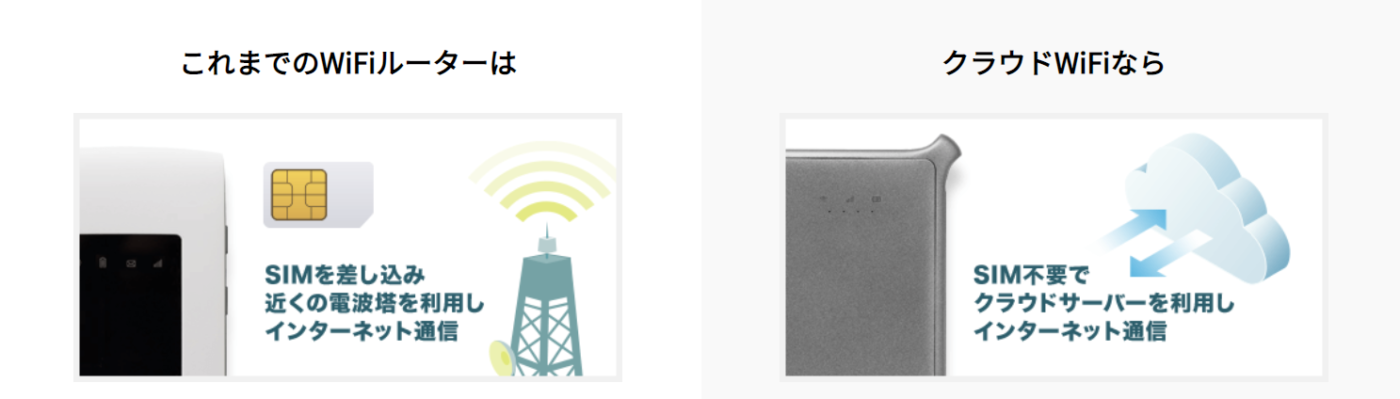 これまでのWiFiルーターは
SIMを差し込み
近くの電波塔を利用し
インターネット通信
クラウドWiFiなら
SIM不要で
クラウドサーバーを利用し
インターネット通信